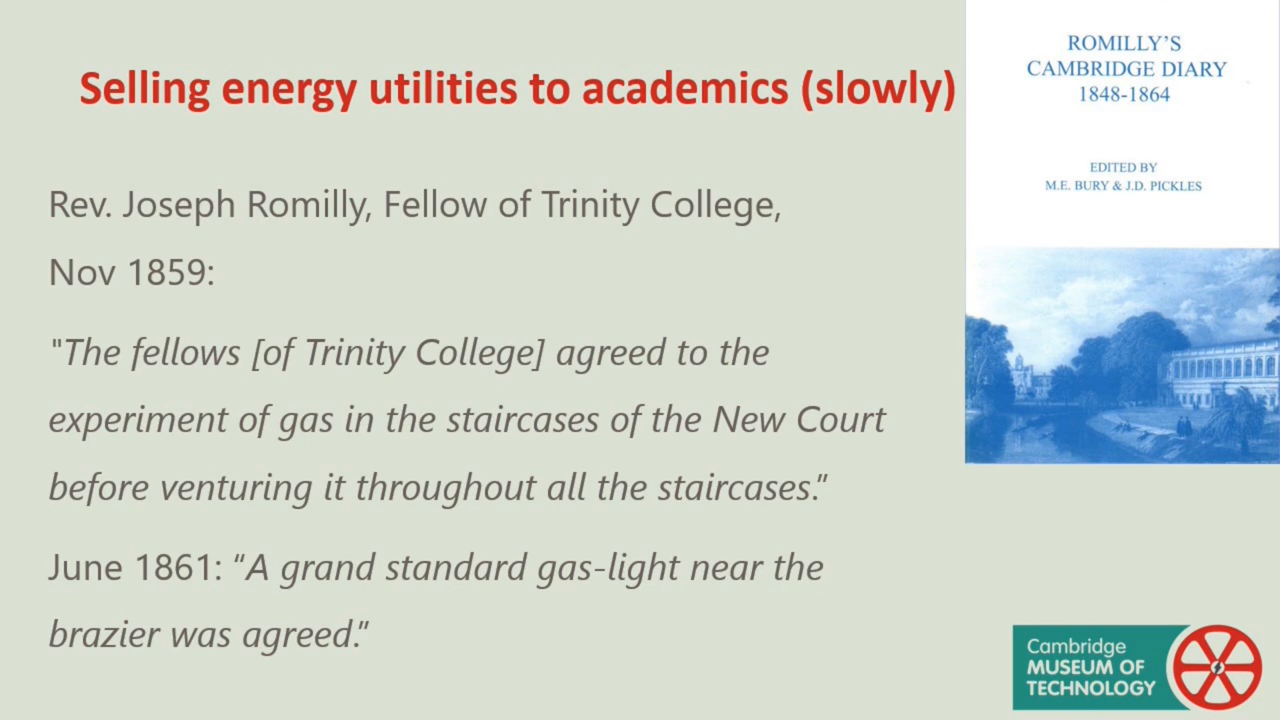 Selling energy utilities to academics (slowly)
Rev. Joseph Romilly, Fellow of Trinity College,
Nov 1859:
"The fellows [of Trinity College] agreed to the
experiment of gas in the staircases of the New Court
before venturing it throughout all the staircases.”
June 1861: “A grand standard gas-light near the
brazier was agreed.”
ROMILLY'S
CAMBRIDGE DIARY
1848-1864
EDITED BY
M.E. BURY & J.D. PICKLES
Cambridge
MUSEUM OF
TECHNOLOGY